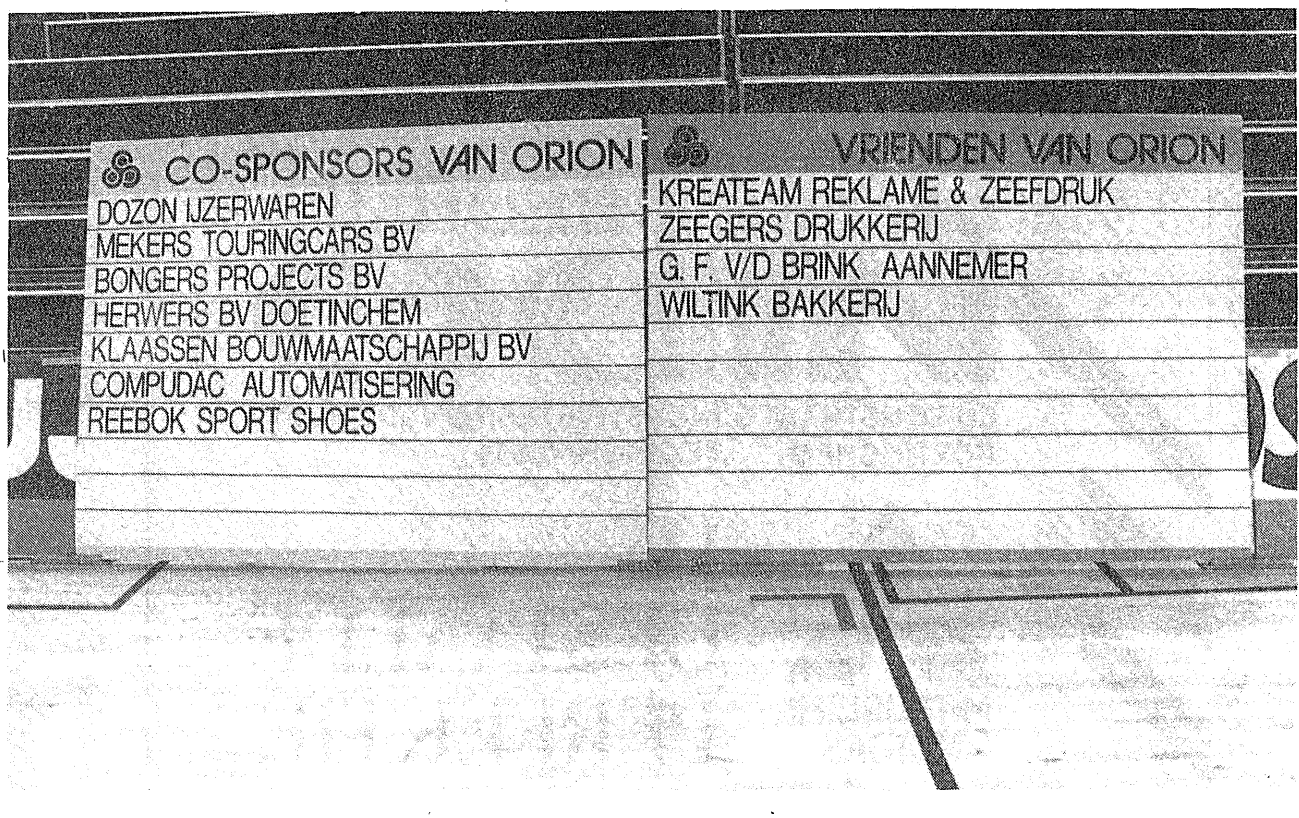 CO-SPONSORS VAN ORION
DOZON IJZERWAREN
MEKERS TOURINGCARS BV
BONGERS PROJECTS BV
HERWERS BV DOETINCHEM
KLAASSEN BOUWMAATSCHAPPIJ BV
COMPUDAC AUTOMATISERING
REEBOK SPORT SHOES
VRIENDEN VAN ORION
KREATEAM REKLAME & ZEEFDRUK
ZEEGERS DRUKKERIJ
G. F. V/D BRINK AANNEMER
WILTINK BAKKERIJ